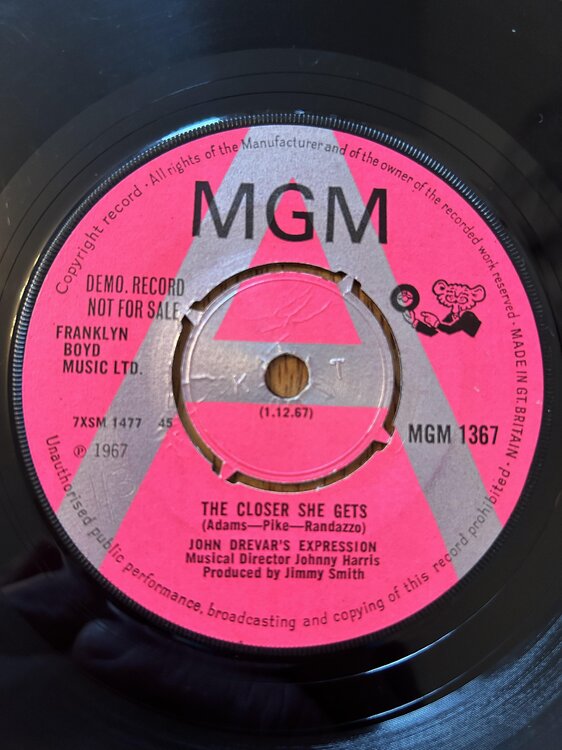 Copyright record · All rights of the Manufacturer and of the owner of the recorded work reserved · MADE IN GT. BRITAIN · Unauthorised public performance, broadcasting and copying of this record prohibited ·
A
MGM
DEMO. RECORD
NOT FOR SALE
FRANKLYN
BOYD
MUSIC LTD.
7XSM 1477 45
℗ 1967
K T
(1.12.67)
MGM 1367
THE CLOSER SHE GETS
(Adams—Pike—Randazzo)
JOHN DREVAR'S EXPRESSION
Musical Director Johnny Harris
Produced by Jimmy Smith